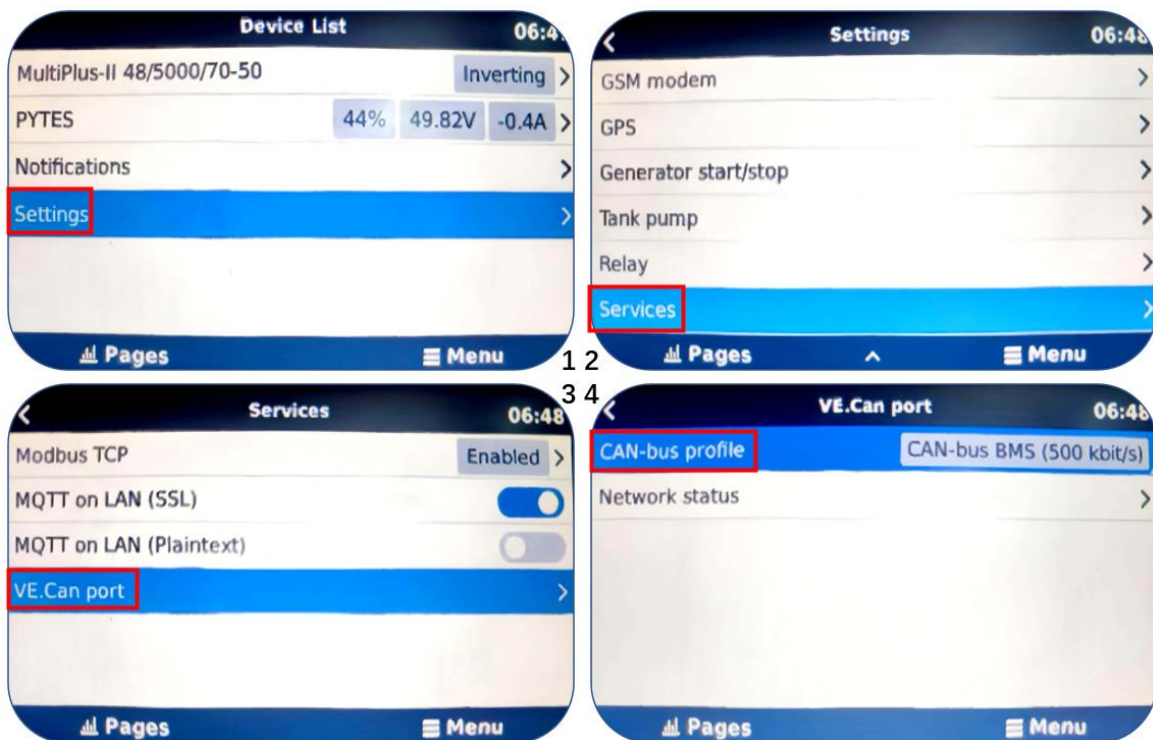 Device List 06:4
MultiPlus-II 48/5000/70-50 Inverting >
PYTES 44% 49.82V -0.4A >
Notifications >
Settings >
Pages Menu
< Settings 06:48
GSM modem >
GPS >
Generator start/stop >
Tank pump >
Relay >
Services >
Pages ^ Menu
1 2
3 4
< Services 06:48
Modbus TCP Enabled >
MQTT on LAN (SSL)
MQTT on LAN (Plaintext)
VE.Can port >
Pages Menu
< VE.Can port 06:48
CAN-bus profile CAN-bus BMS (500 kbit/s)
Network status >
Pages Menu